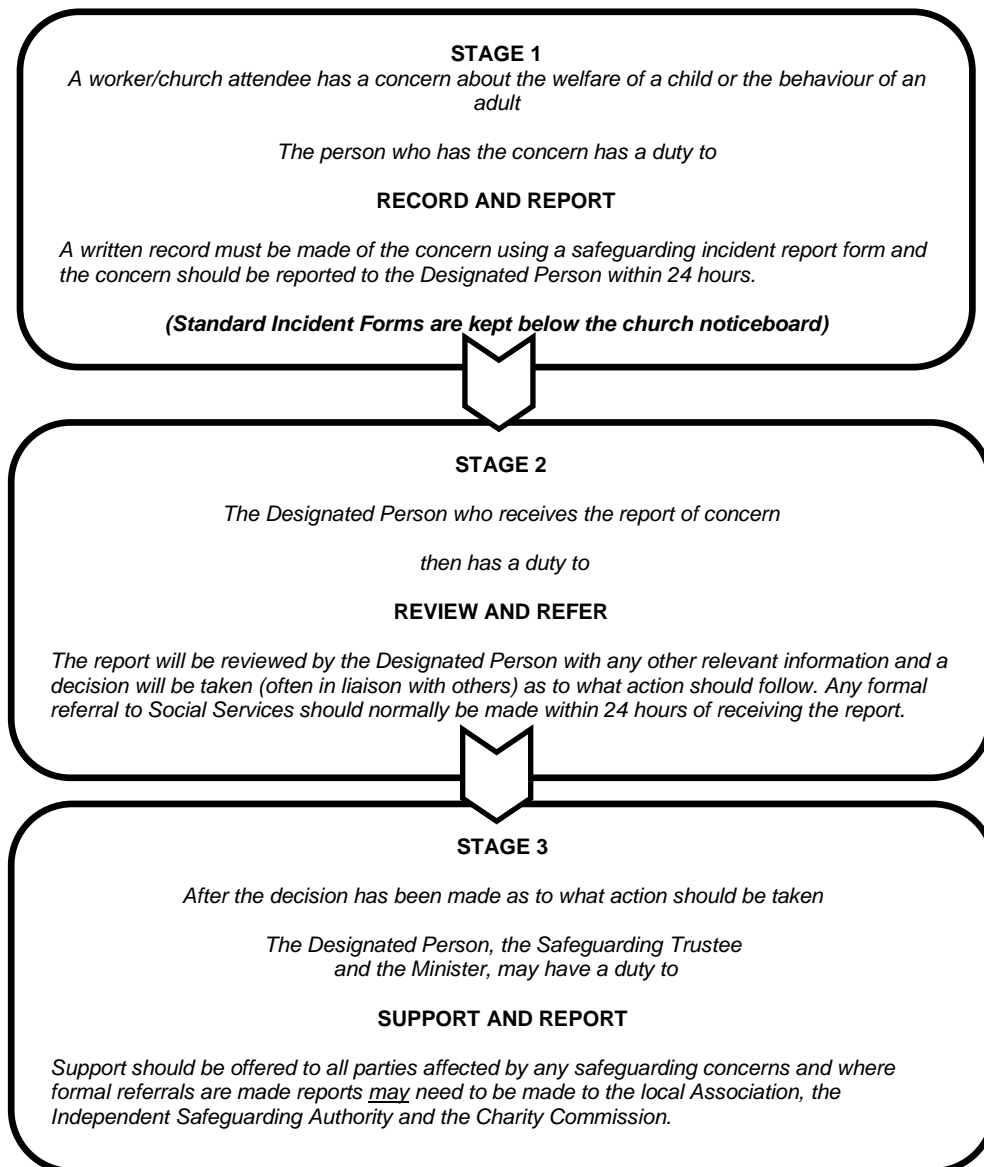 STAGE 1
A worker/church attendee has a concern about the welfare of a child or the behaviour of an
adult
The person who has the concern has a duty to
RECORD AND REPORT
A written record must be made of the concern using a safeguarding incident report form and
the concern should be reported to the Designated Person within 24 hours.
(Standard Incident Forms are kept below the church noticeboard)
STAGE 2
The Designated Person who receives the report of concern
then has a duty to
REVIEW AND REFER
The report will be reviewed by the Designated Person with any other relevant information and a
decision will be taken (often in liaison with others) as to what action should follow. Any formal
referral to Social Services should normally be made within 24 hours of receiving the report.
STAGE 3
After the decision has been made as to what action should be taken
The Designated Person, the Safeguarding Trustee
and the Minister, may have a duty to
SUPPORT AND REPORT
Support should be offered to all parties affected by any safeguarding concerns and where
formal referrals are made reports may need to be made to the local Association, the
Independent Safeguarding Authority and the Charity Commission.